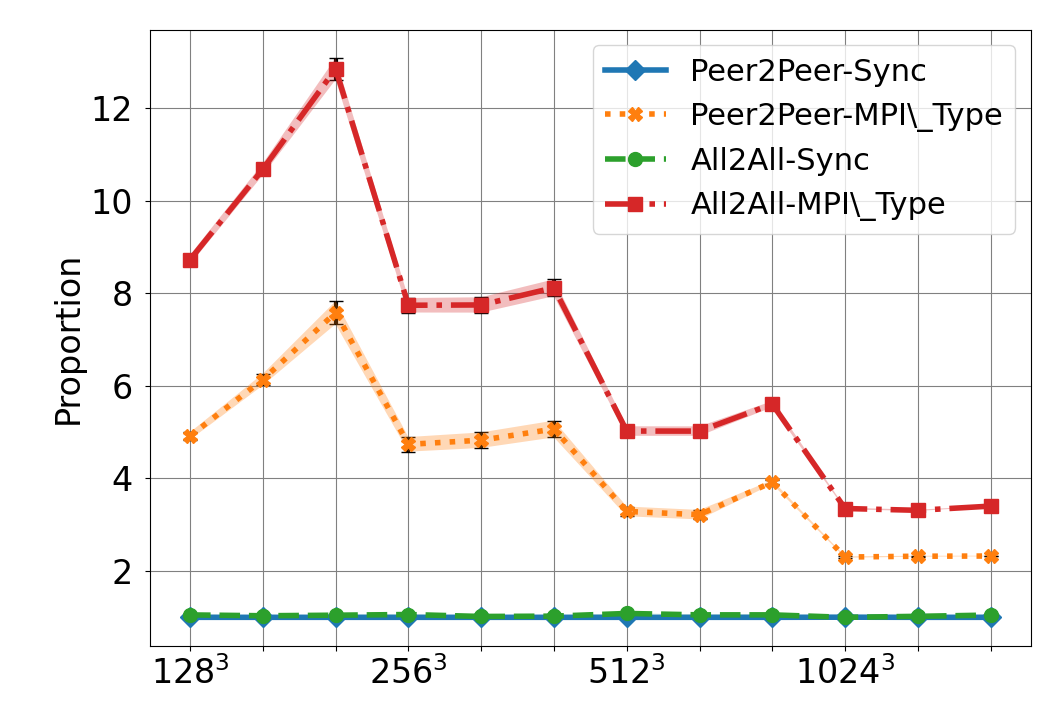 Peer2Peer-Sync
Peer2Peer-MPI\_Type
All2All-Sync
All2All-MPI\_Type
Proportion
12
10
8
6
4
2
128³ 256³ 512³ 1024³